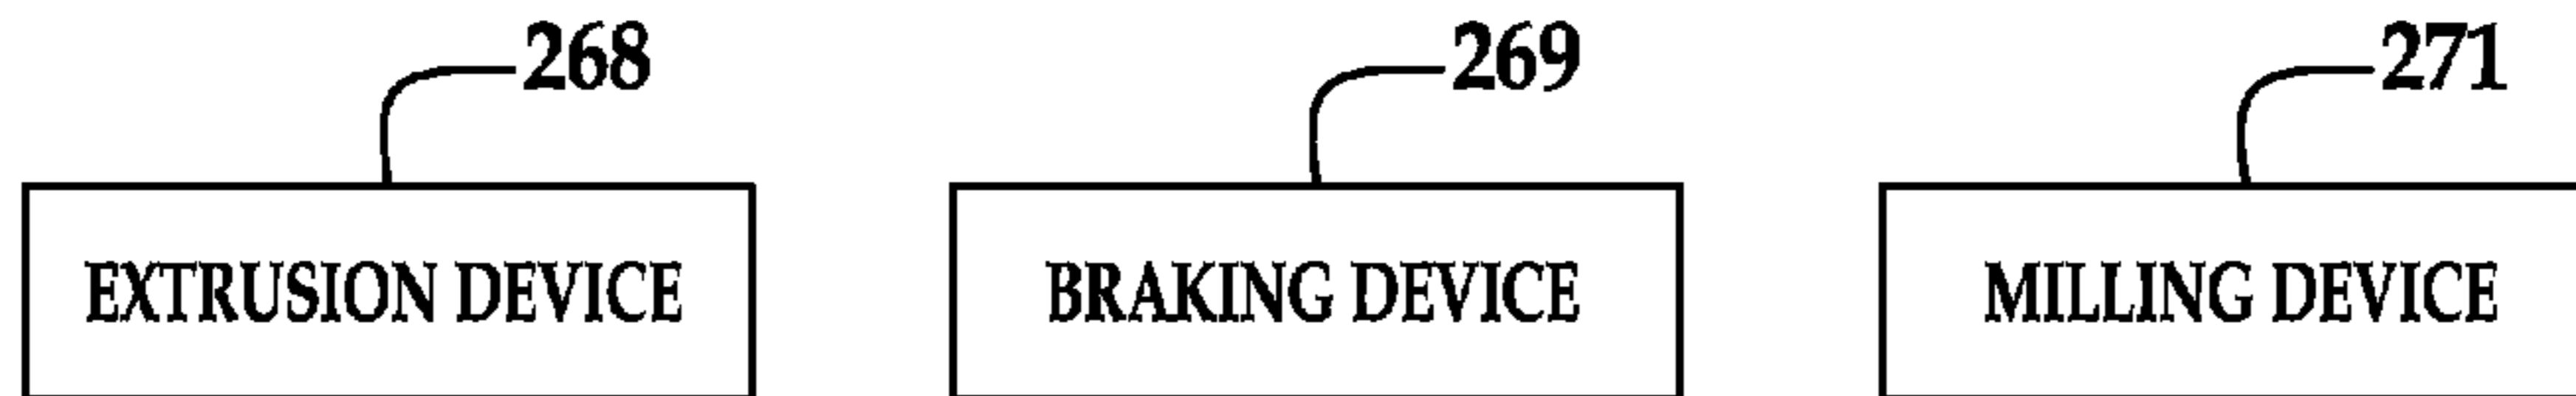 268 269 271
EXTRUSION DEVICE BRAKING DEVICE MILLING DEVICE